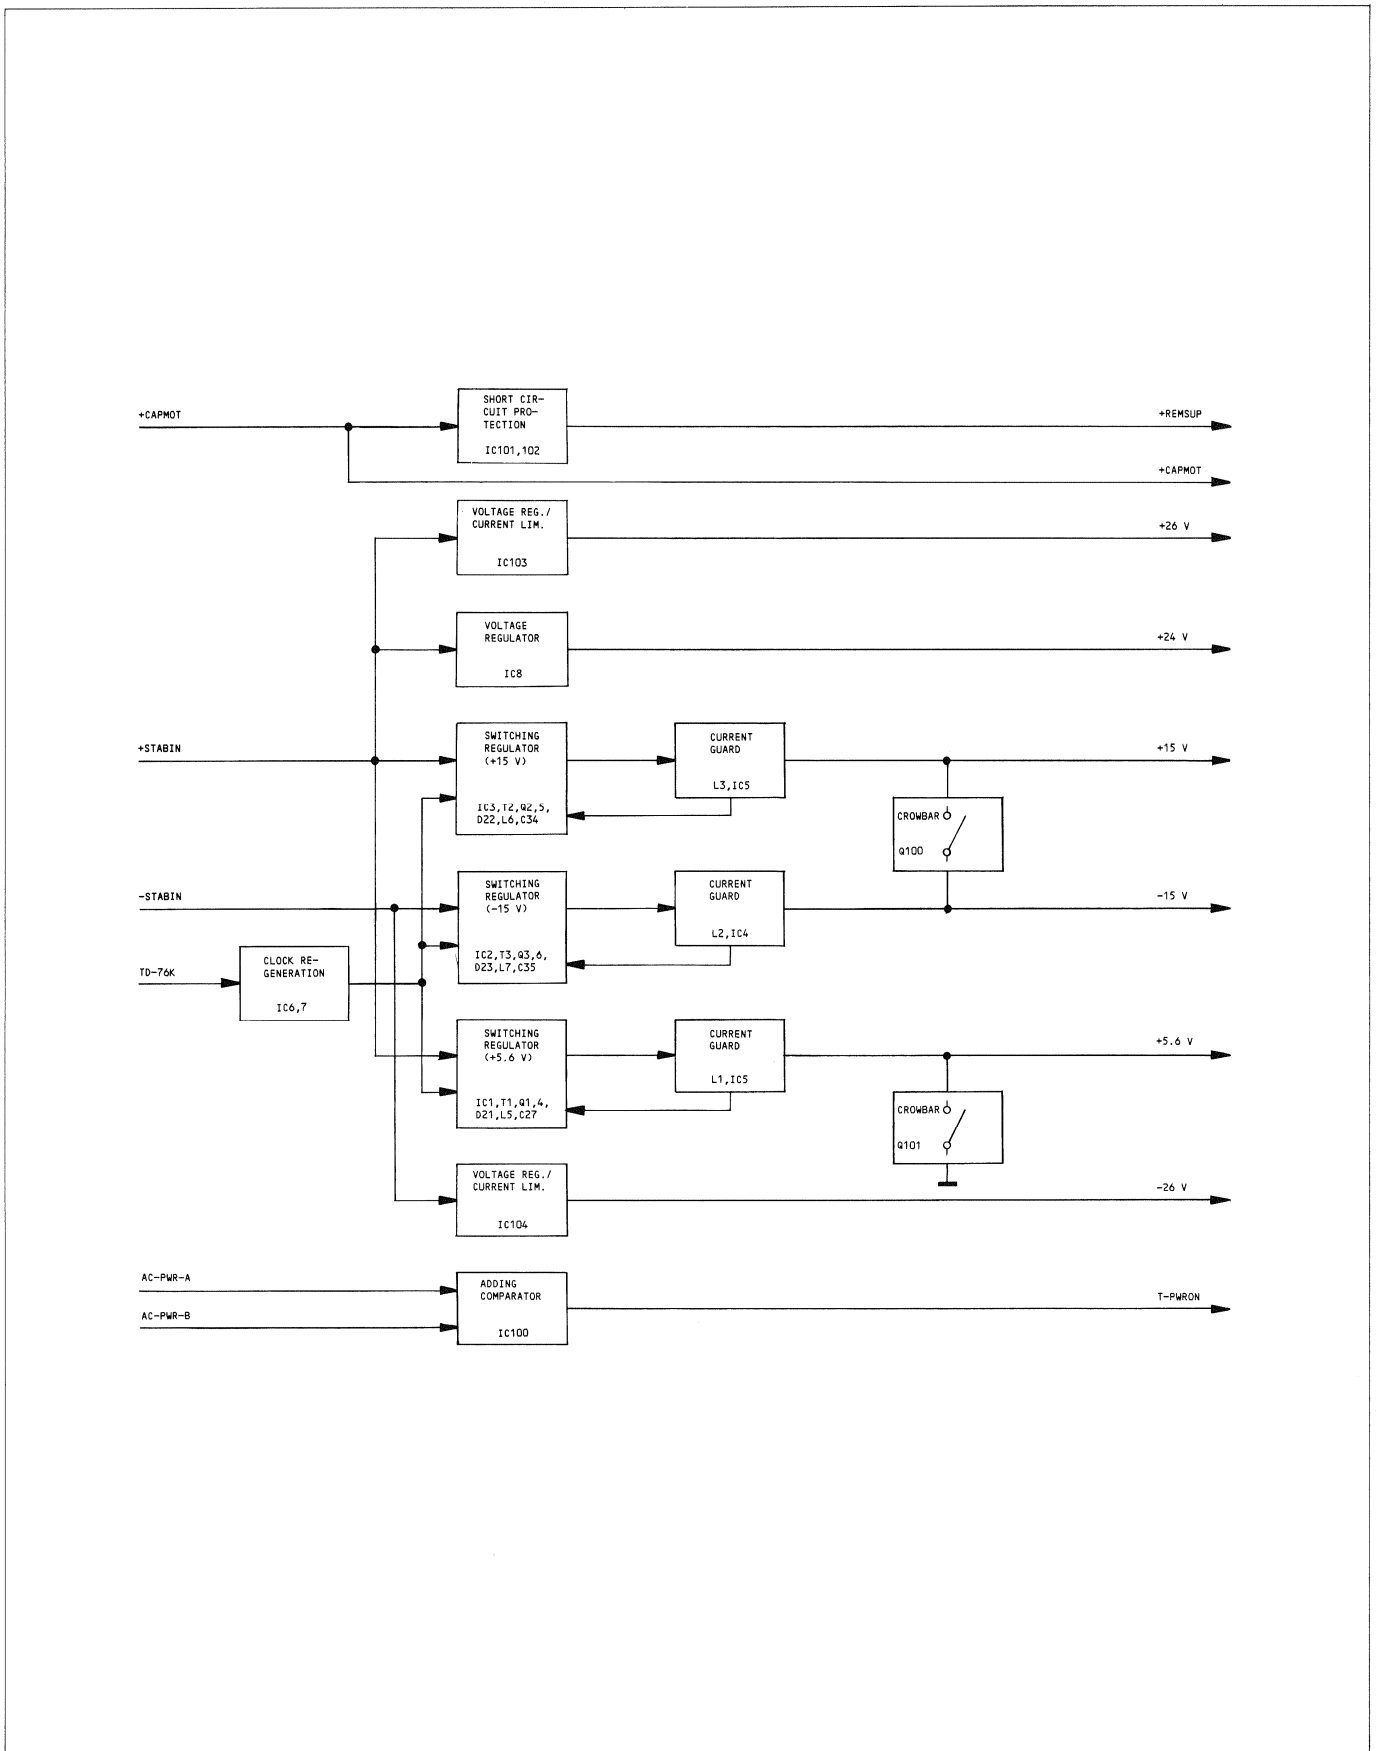 +CAPMOT
SHORT CIR-
CUIT PRO-
TECTION
IC101,102
+REMSUP
+CAPMOT
VOLTAGE REG./
CURRENT LIM.
IC103
+26 V
VOLTAGE
REGULATOR
IC8
+24 V
+STABIN
SWITCHING
REGULATOR
(+15 V)
IC3,T2,Q2,5,
D22,L6,C34
CURRENT
GUARD
L3,IC5
+15 V
CROWBAR
Q100
-STABIN
SWITCHING
REGULATOR
(-15 V)
IC2,T3,Q3,6,
D23,L7,C35
CURRENT
GUARD
L2,IC4
-15 V
TD-76K
CLOCK RE-
GENERATION
IC6,7
SWITCHING
REGULATOR
(+5.6 V)
IC1,T1,Q1,4,
D21,L5,C27
CURRENT
GUARD
L1,IC5
+5.6 V
CROWBAR
Q101
VOLTAGE REG./
CURRENT LIM.
IC104
-26 V
AC-PWR-A
AC-PWR-B
ADDING
COMPARATOR
IC100
T-PWRON